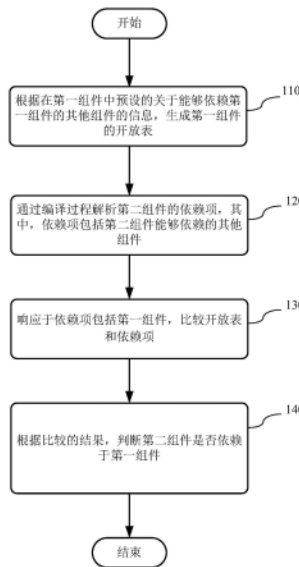 开始
110
根据在第一组件中预设的关于能够依赖第
一组件的其他组件的信息，生成第一组件
的开放表
120
通过编译过程解析第二组件的依赖项，其
中，依赖项包括第二组件能够依赖的其他
组件
130
响应于依赖项包括第一组件，比较开放表
和依赖项
140
根据比较的结果，判断第二组件是否依赖
于第一组件
结束